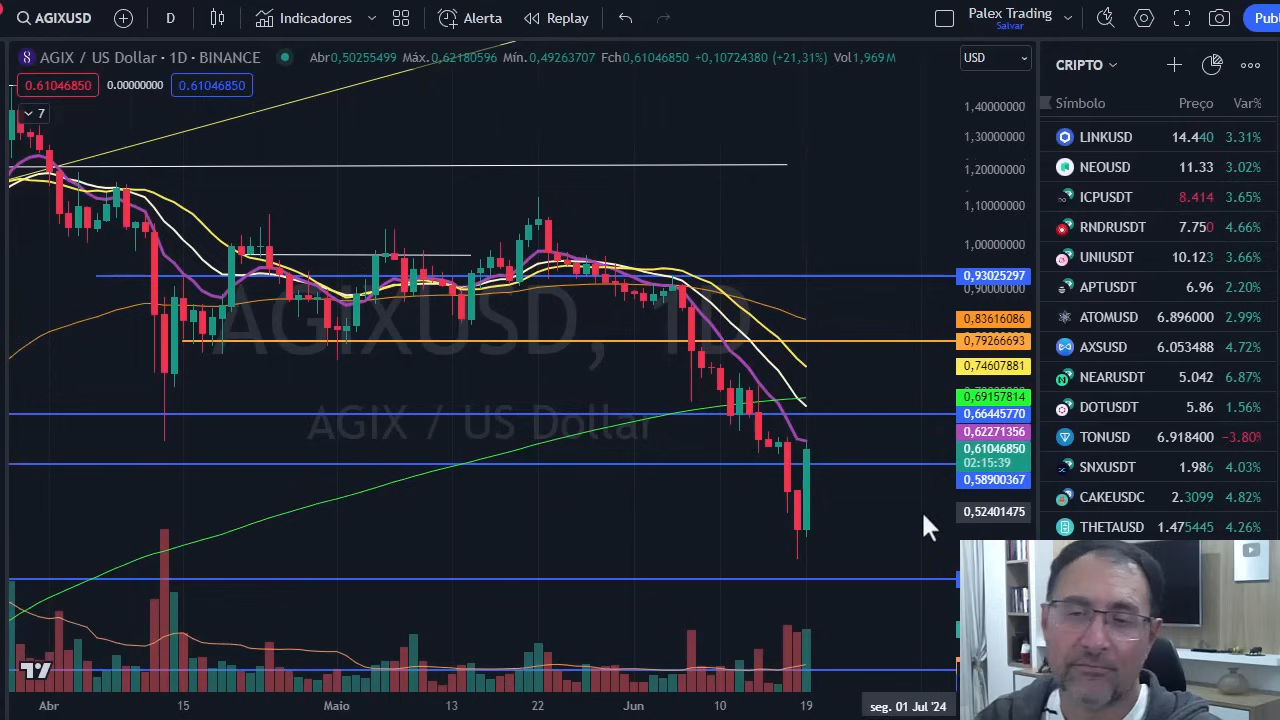 AGIXUSD
D
Indicadores
Alerta
Replay
Palex Trading
Salvar
Publ
AGIX / US Dollar · 1D · BINANCE
Abr0,50255499 Máx.0,62180596 Mín.0,49263707 Fch0,61046850 +0,10724380 (+21,31%) Vol1,969 M
USD
0.61046850
0.00000000
0.61046850
7
1,40000000
1,30000000
1,20000000
1,10000000
1,00000000
0,93025297
0,90000000
0,83616086
0,79266693
0,74607881
0,69157814
0,66445770
0,62271356
0,61046850
02:15:39
0,58900367
0,52401475
AGIXUSD, 1D
AGIX / US Dollar
Abr
15
Maio
13
22
Jun
10
19
seg. 01 Jul '24
CRIPTO
Símbolo Preço Var%
LINKUSD 14.440 3.31%
NEOUSD 11.33 3.02%
ICPUSDT 8.414 3.65%
RNDRUSDT 7.750 4.66%
UNIUSDT 10.123 3.66%
APTUSDT 6.96 2.20%
ATOMUSD 6.896000 2.99%
AXSUSD 6.053488 4.72%
NEARUSDT 5.042 6.87%
DOTUSDT 5.86 1.56%
TONUSD 6.918400 −3.80%
SNXUSDT 1.986 4.03%
CAKEUSDC 2.3099 4.82%
THETAUSD 1.475445 4.26%